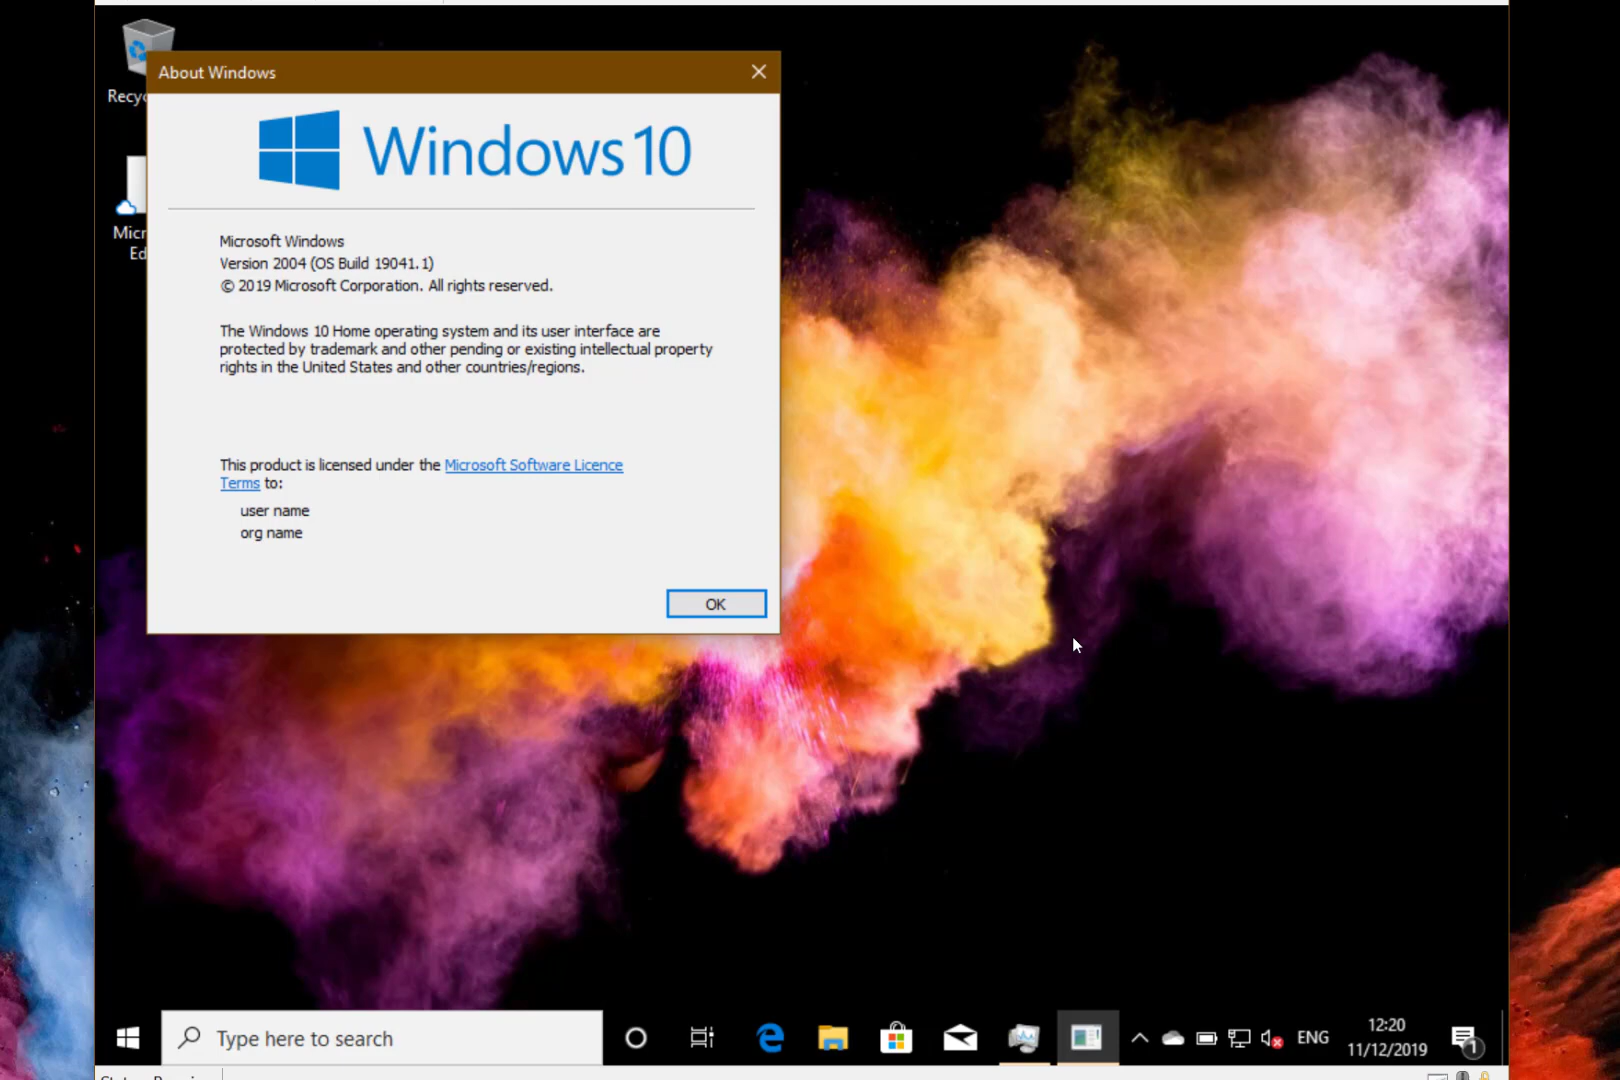 About Windows
Recy
Windows 10
Micr
Ed
Microsoft Windows
Version 2004 (OS Build 19041.1)
© 2019 Microsoft Corporation. All rights reserved.
The Windows 10 Home operating system and its user interface are
protected by trademark and other pending or existing intellectual property
rights in the United States and other countries/regions.
This product is licensed under the Microsoft Software Licence
Terms to:
user name
org name
OK
Type here to search
ENG
12:20
11/12/2019
1